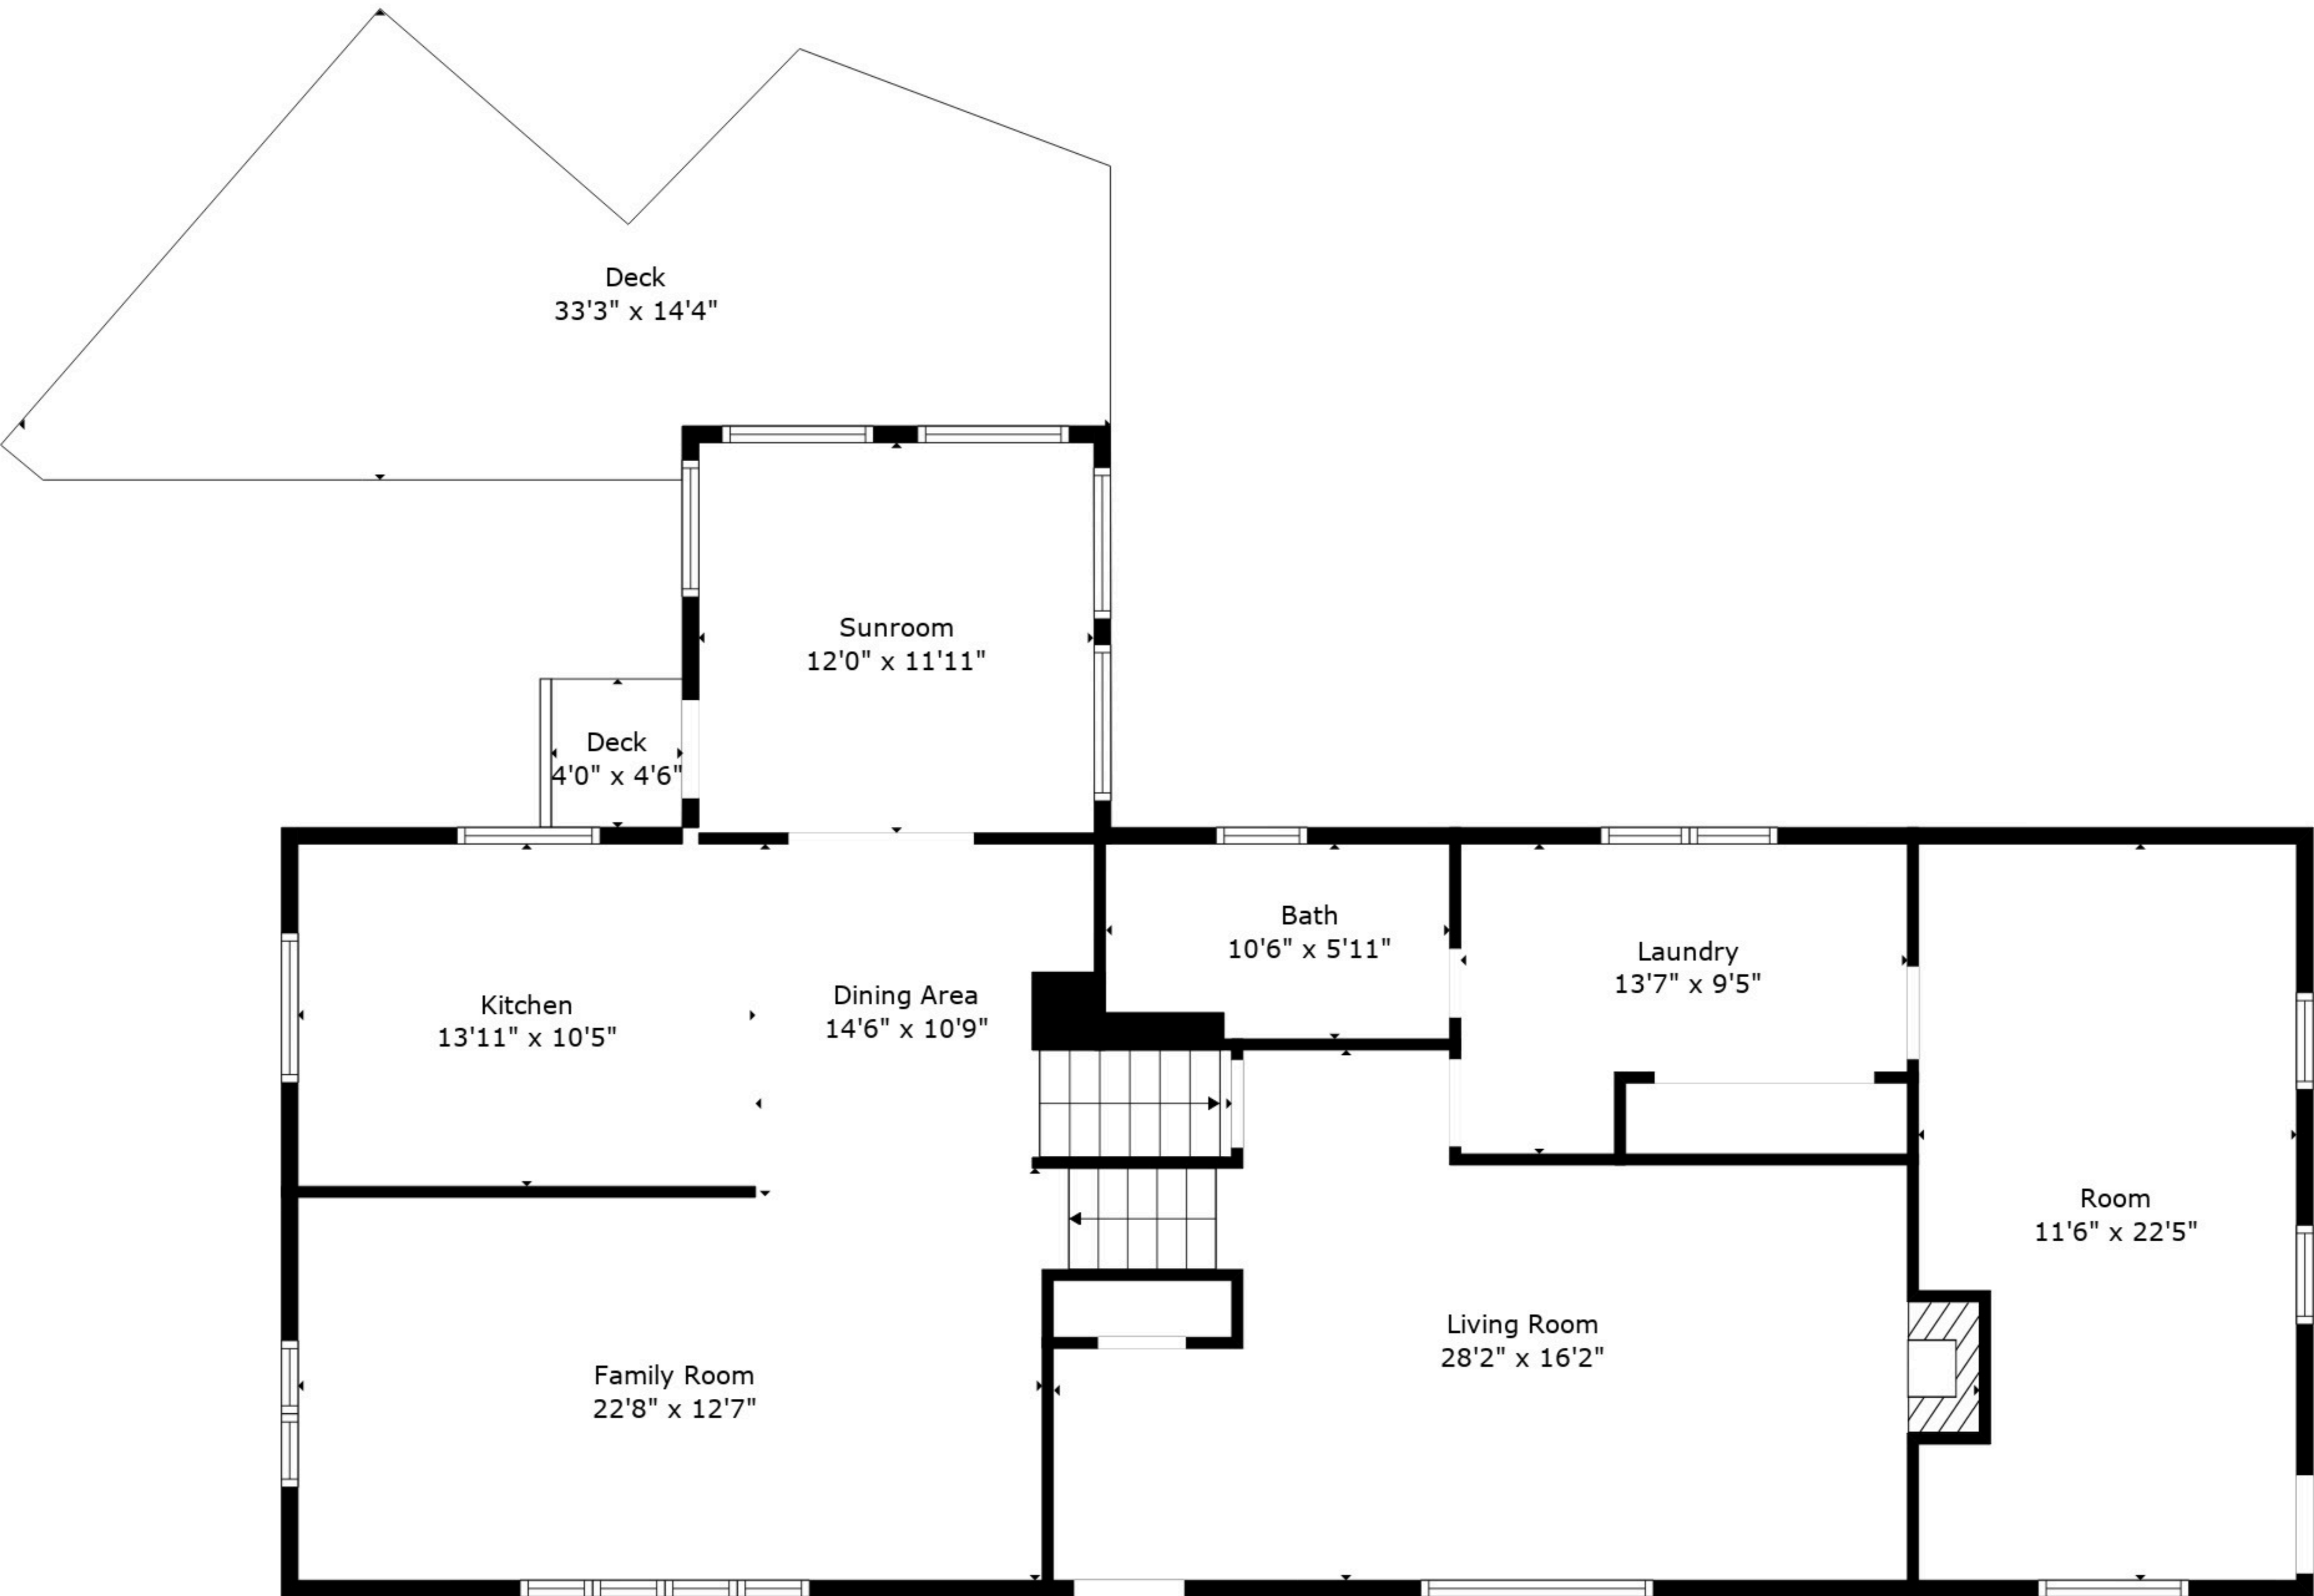 Deck
33'3" x 14'4"
Sunroom
12'0" x 11'11"
Deck
4'0" x 4'6"
Bath
10'6" x 5'11"
Laundry
13'7" x 9'5"
Kitchen
13'11" x 10'5"
Dining Area
14'6" x 10'9"
Room
11'6" x 22'5"
Living Room
28'2" x 16'2"
Family Room
22'8" x 12'7"